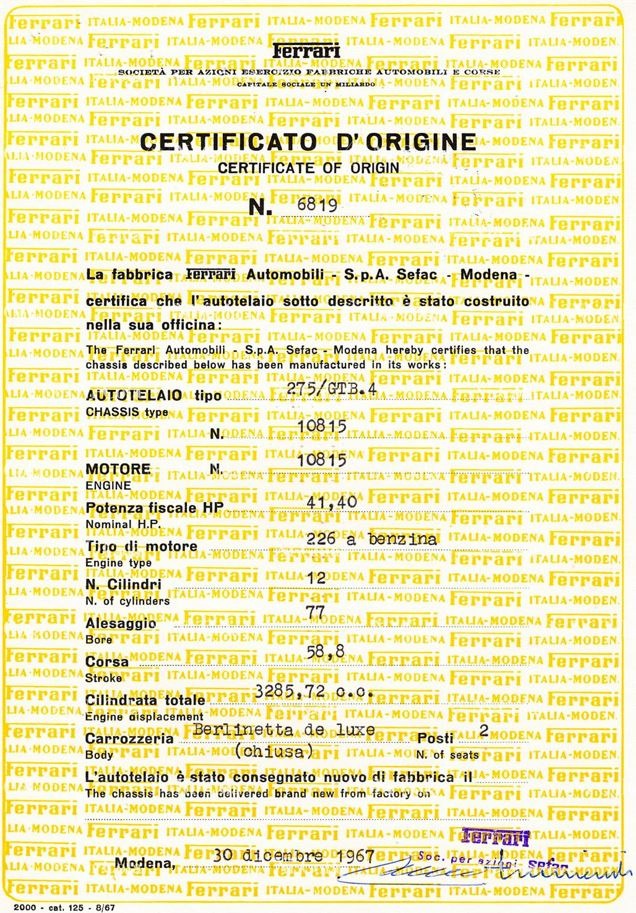 Ferrari
SOCIETÀ PER AZIONI ESERCIZIO FABBRICHE AUTOMOBILI E CORSE
CAPITALE SOCIALE UN MILIARDO
CERTIFICATO D'ORIGINE
CERTIFICATE OF ORIGIN
N. 6819
La fabbrica Ferrari Automobili - S.p.A. Sefac - Modena -
certifica che l'autotelaio sotto descritto è stato costruito
nella sua officina:
The Ferrari Automobili - S.p.A. Sefac - Modena hereby certifies that the
chassis described below has been manufactured in its works:
AUTOTELAIO tipo 275/GTB.4
CHASSIS type
N. 10815
MOTORE N. 10815
ENGINE
Potenza fiscale HP 41,40
Nominal H.P.
Tipo di motore 226 a benzina
Engine type
N. Cilindri 12
N. of cylinders
Alesaggio 77
Bore
Corsa 58,8
Stroke
Cilindrata totale 3285,72 c.c.
Engine displacement
Carrozzeria Berlinetta de luxe Posti 2
Body (chiusa) N. of seats
L'autotelaio è stato consegnato nuovo di fabbrica il
The chassis has been delivered brand new from factory on
Ferrari
Modena, 30 dicembre 1967 Soc. per azioni Sefac
2000 - cat. 125 - 8/67